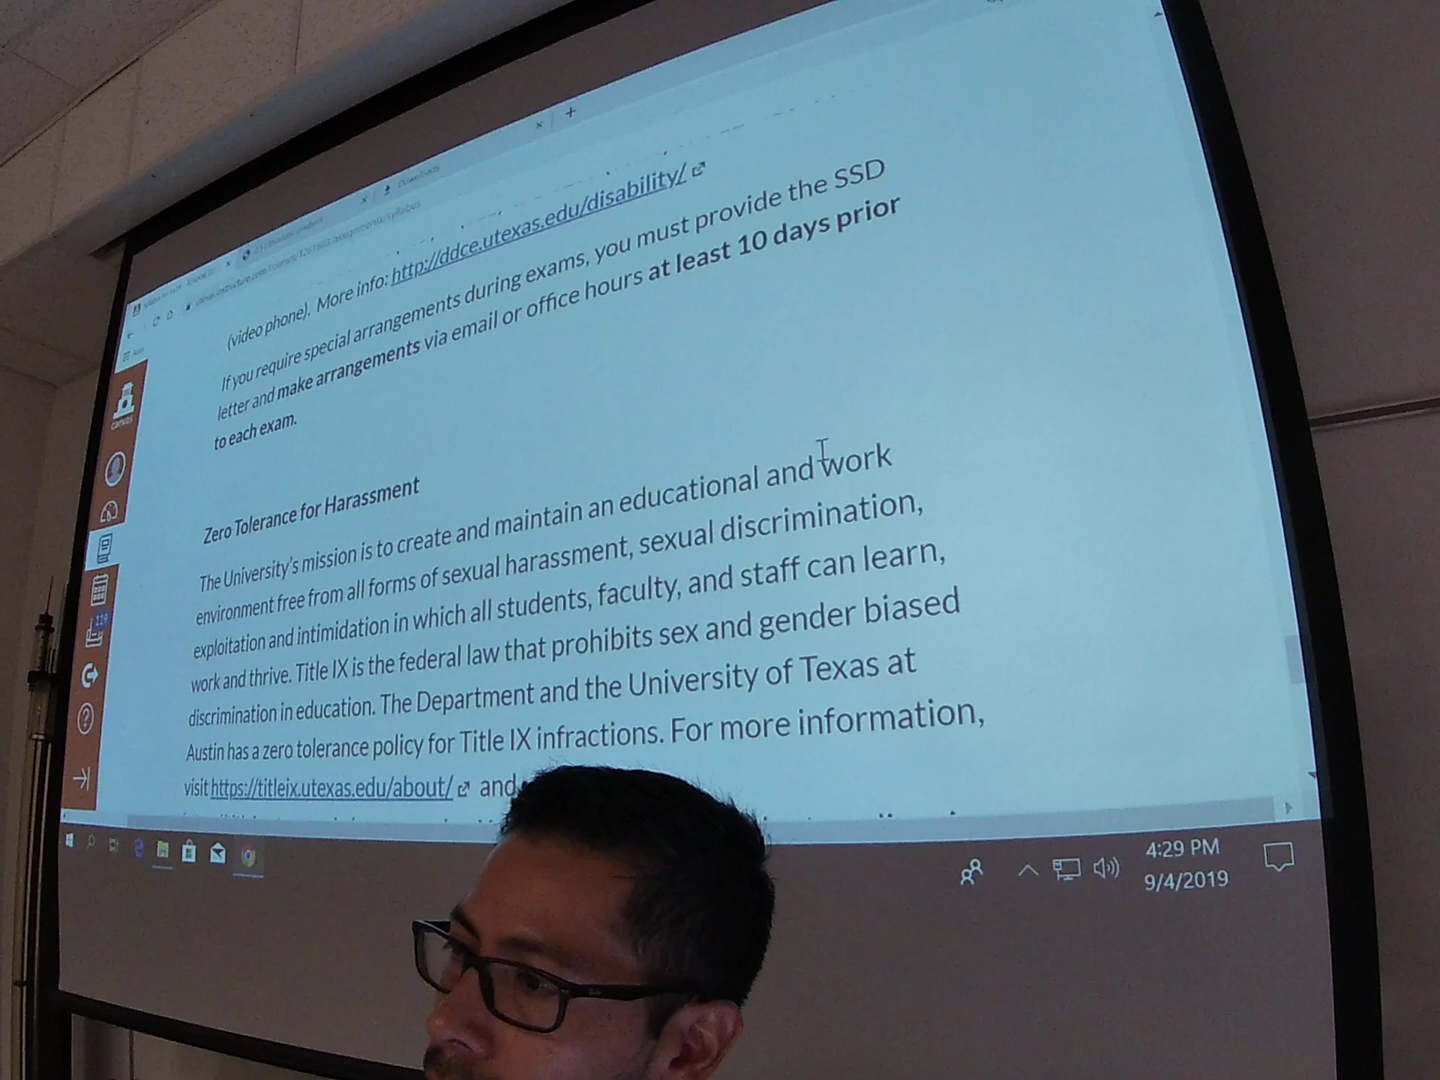 Downloads
(video phone). More info: http://ddce.utexas.edu/disability/
If you require special arrangements during exams, you must provide the SSD
letter and make arrangements via email or office hours at least 10 days prior
to each exam.
Zero Tolerance for Harassment
The University's mission is to create and maintain an educational and work
environment free from all forms of sexual harassment, sexual discrimination,
exploitation and intimidation in which all students, faculty, and staff can learn,
work and thrive. Title IX is the federal law that prohibits sex and gender biased
discrimination in education. The Department and the University of Texas at
Austin has a zero tolerance policy for Title IX infractions. For more information,
visit https://titleix.utexas.edu/about/ and
canvas
119
4:29 PM
9/4/2019